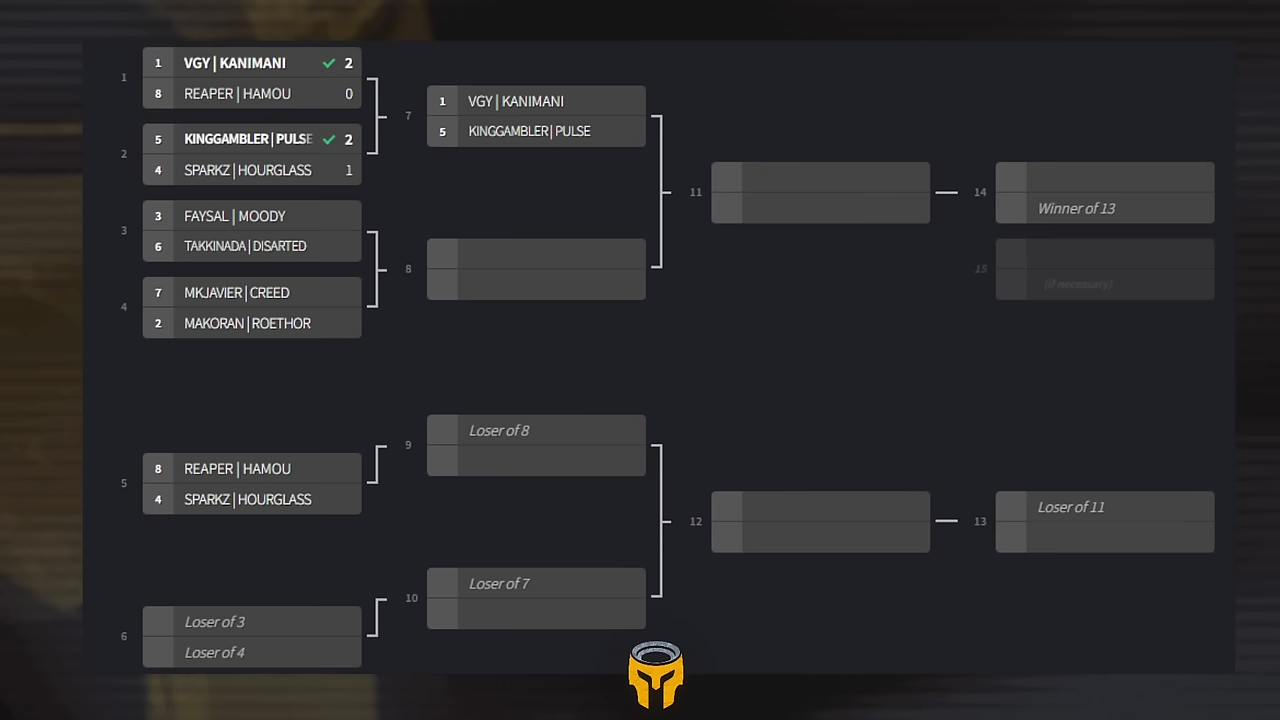 1
1 VGY | KANIMANI 2
8 REAPER | HAMOU 0
2
5 KINGGAMBLER | PULSE 2
4 SPARKZ | HOURGLASS 1
3
3 FAYSAL | MOODY
6 TAKKINADA | DISARTED
4
7 MKJAVIER | CREED
2 MAKORAN | ROETHOR
7
1 VGY | KANIMANI
5 KINGGAMBLER | PULSE
8
11
14
Winner of 13
15
(if necessary)
5
8 REAPER | HAMOU
4 SPARKZ | HOURGLASS
6
Loser of 3
Loser of 4
9
Loser of 8
10
Loser of 7
12
13
Loser of 11